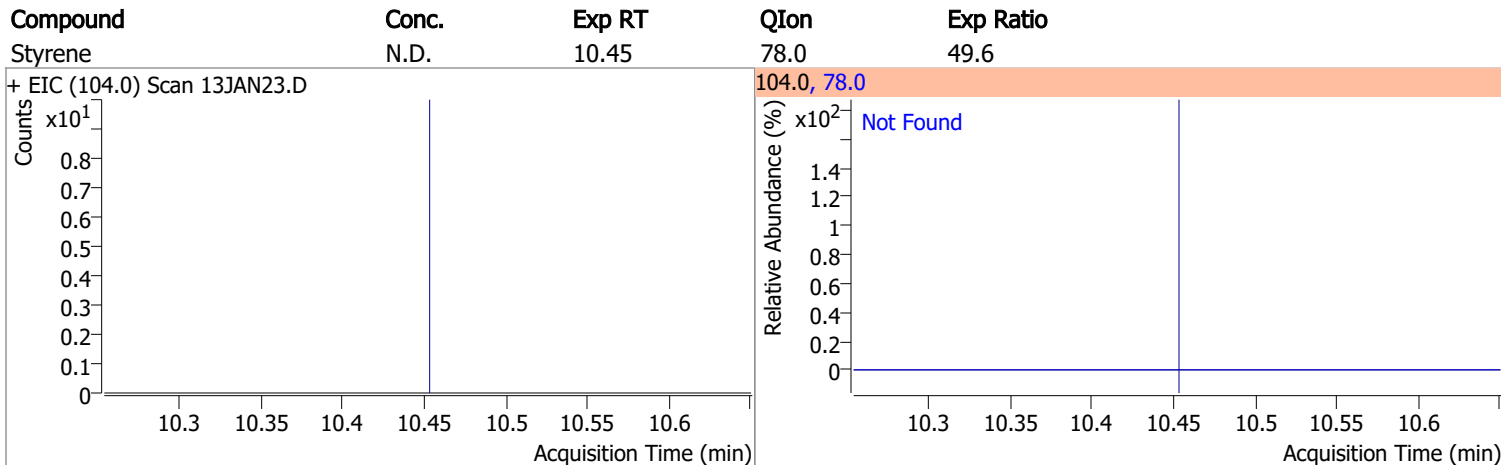 Compound Conc. Exp RT QIon Exp Ratio
Styrene N.D. 10.45 78.0 49.6
+ EIC (104.0) Scan 13JAN23.D
Counts
x10¹
0.8
0.7
0.6
0.5
0.4
0.3
0.2
0.1
0
10.3 10.35 10.4 10.45 10.5 10.55 10.6
Acquisition Time (min)
104.0, 78.0
Relative Abundance (%)
x10²
Not Found
1.4
1.2
1
0.8
0.6
0.4
0.2
0
10.3 10.35 10.4 10.45 10.5 10.55 10.6
Acquisition Time (min)